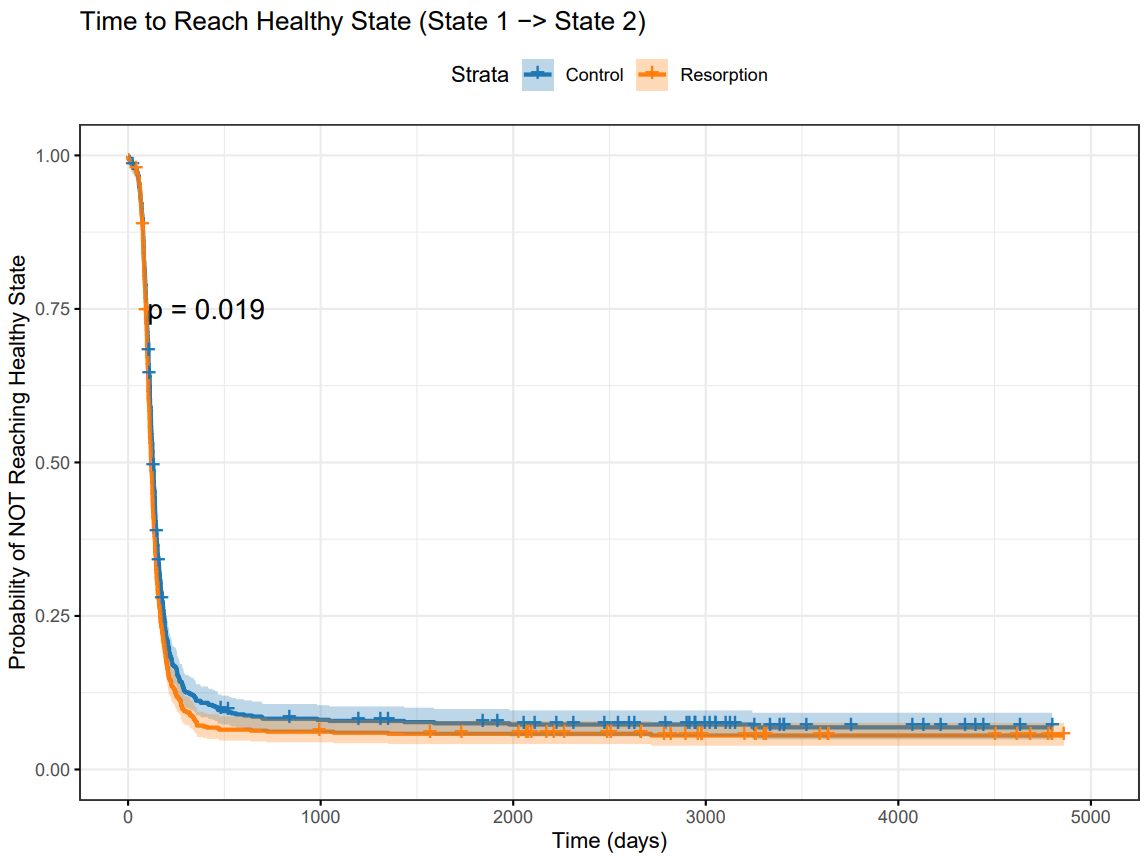 Time to Reach Healthy State (State 1 −> State 2)
Strata Control Resorption
Probability of NOT Reaching Healthy State
1.00
0.75
0.50
0.25
0.00
p = 0.019
0 1000 2000 3000 4000 5000
Time (days)